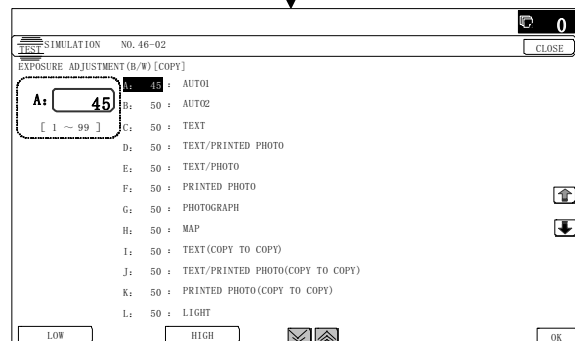 0
TEST SIMULATION NO. 46-02
CLOSE
EXPOSURE ADJUSTMENT(B/W)[COPY]
A: 45
[ 1 ~ 99 ]
A: 45 : AUTO1
B: 50 : AUTO2
C: 50 : TEXT
D: 50 : TEXT/PRINTED PHOTO
E: 50 : TEXT/PHOTO
F: 50 : PRINTED PHOTO
G: 50 : PHOTOGRAPH
H: 50 : MAP
I: 50 : TEXT(COPY TO COPY)
J: 50 : TEXT/PRINTED PHOTO(COPY TO COPY)
K: 50 : PRINTED PHOTO(COPY TO COPY)
L: 50 : LIGHT
LOW HIGH OK